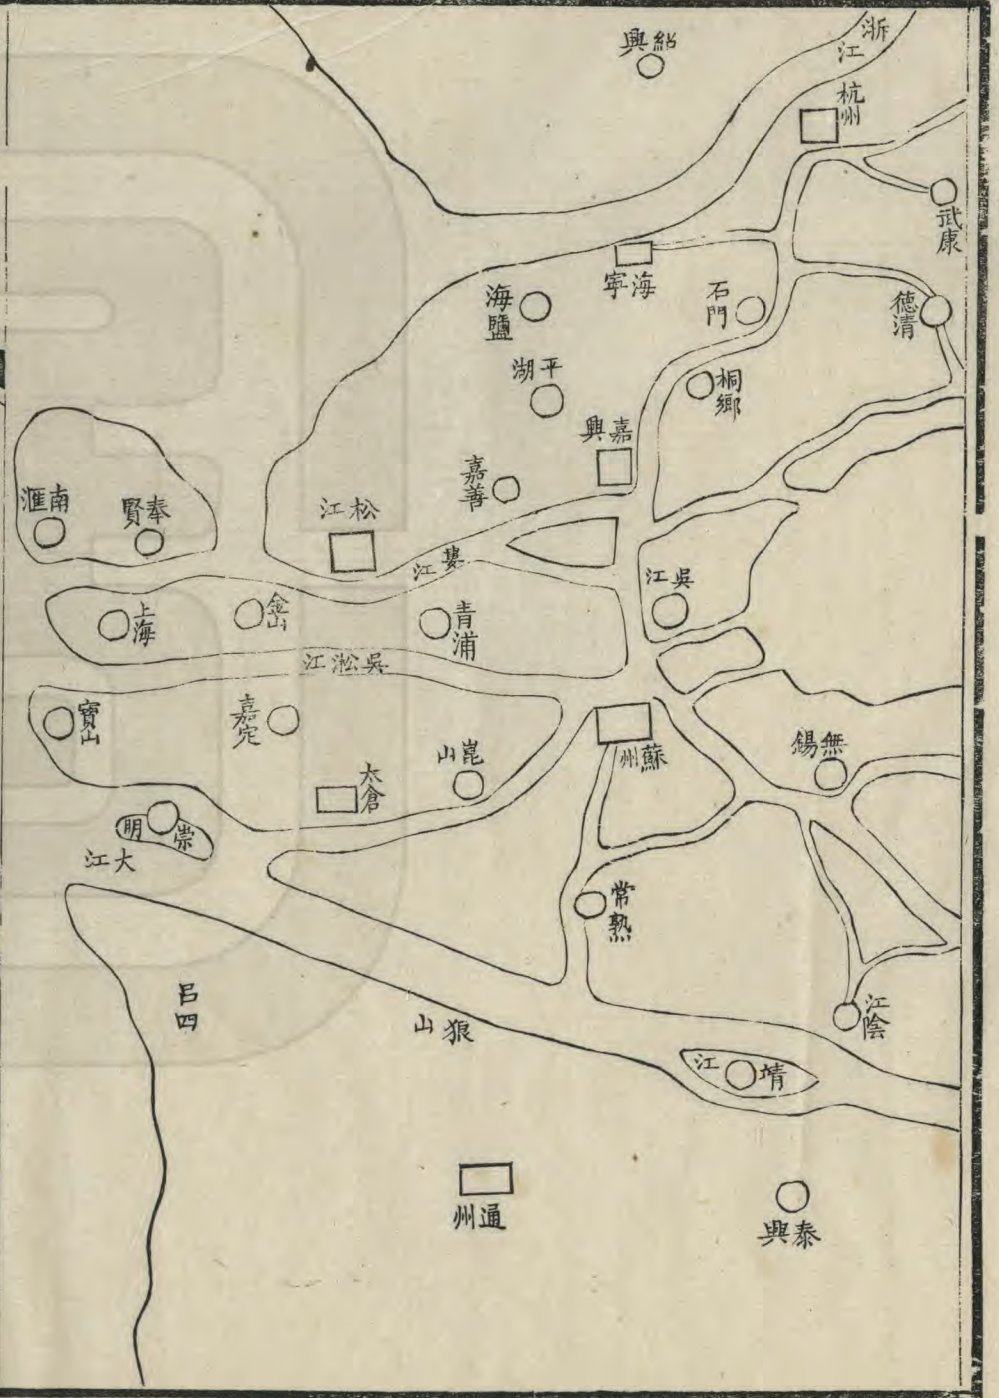 浙江
紹興
杭州
武康
海寧
石門
德清
海鹽
平湖
桐鄉
嘉興
嘉善
南滙
奉賢
松江
婁江
吳江
上海
金山
青浦
吳淞江
寶山
嘉定
崑山
太倉
蘇州
無錫
崇明
大江
常熟
呂四
狼山
江陰
靖江
通州
泰興